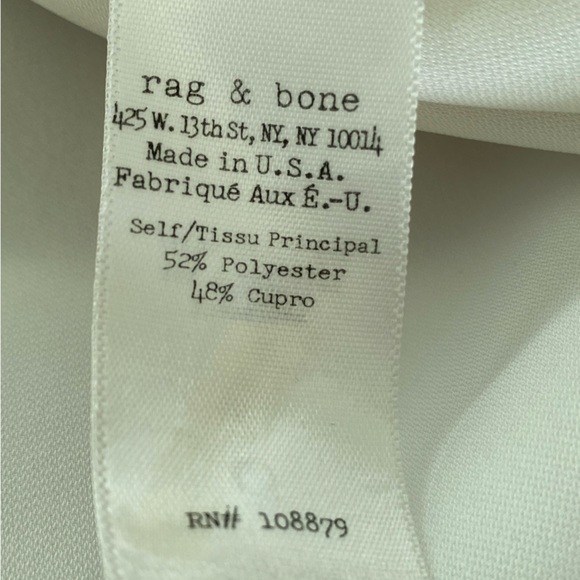 rag & bone
425 W. 13th St, NY, NY 10014
Made in U.S.A.
Fabriqué Aux É.-U.
Self/Tissu Principal
52% Polyester
48% Cupro
RN# 108879